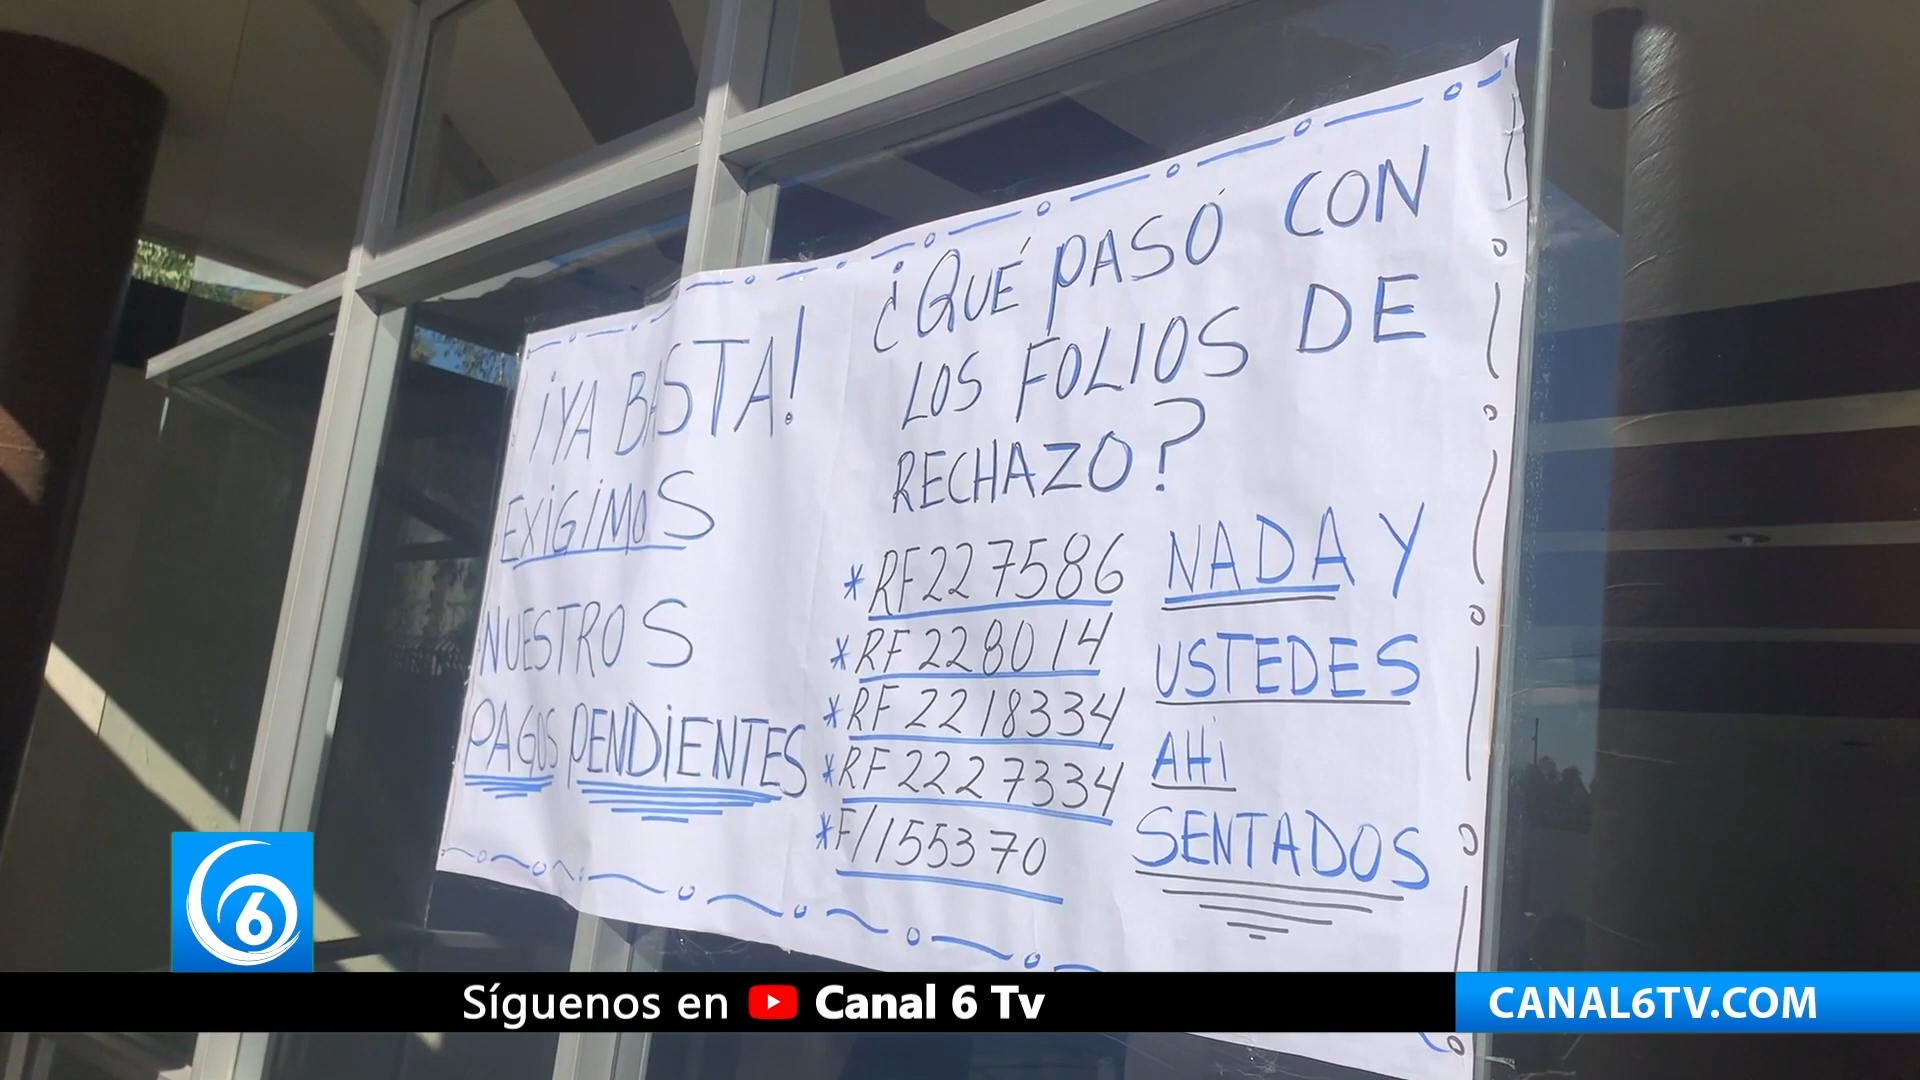 ¡YA BASTA!
EXIGIMOS
NUESTROS
PAGOS PENDIENTES
¿QUÉ PASÓ CON
LOS FOLIOS DE
RECHAZO?
*RF227586
*RF228014
*RF2218334
*RF2227334
*F/155370
NADA Y
USTEDES
AHI
SENTADOS
6
Síguenos en Canal 6 Tv
CANAL6TV.COM